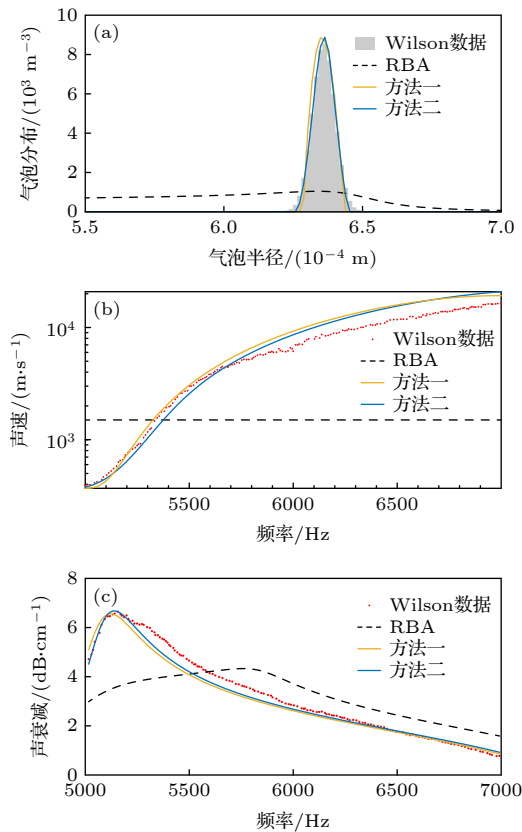 (a)
气泡分布/(10³ m⁻³)
10
8
6
4
2
0
Wilson数据
RBA
方法一
方法二
5.5 6.0 6.5 7.0
气泡半径/(10⁻⁴ m)
(b)
声速/(m·s⁻¹)
10⁴
10³
Wilson数据
RBA
方法一
方法二
5500 6000 6500
频率/Hz
(c)
声衰减/(dB·cm⁻¹)
8
6
4
2
0
Wilson数据
RBA
方法一
方法二
5000 5500 6000 6500 7000
频率/Hz